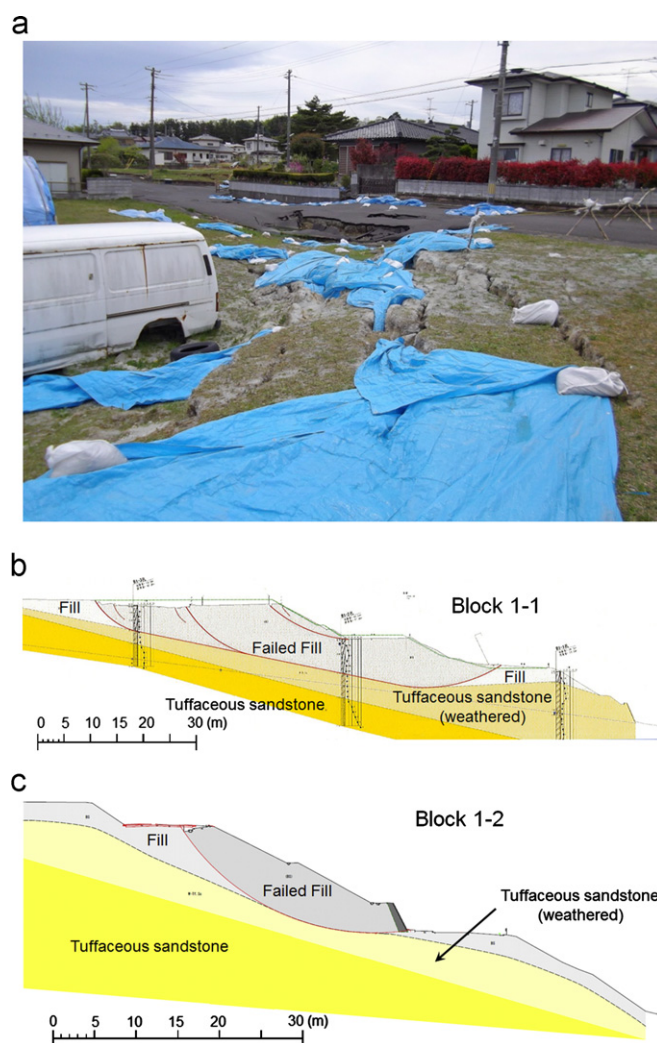 a
b
Block 1-1
Fill
Failed Fill
Fill
Tuffaceous sandstone
Tuffaceous sandstone
(weathered)
0 5 10 15 20 30 (m)
c
Block 1-2
Fill
Failed Fill
Tuffaceous sandstone
(weathered)
Tuffaceous sandstone
0 5 10 15 20 30 (m)